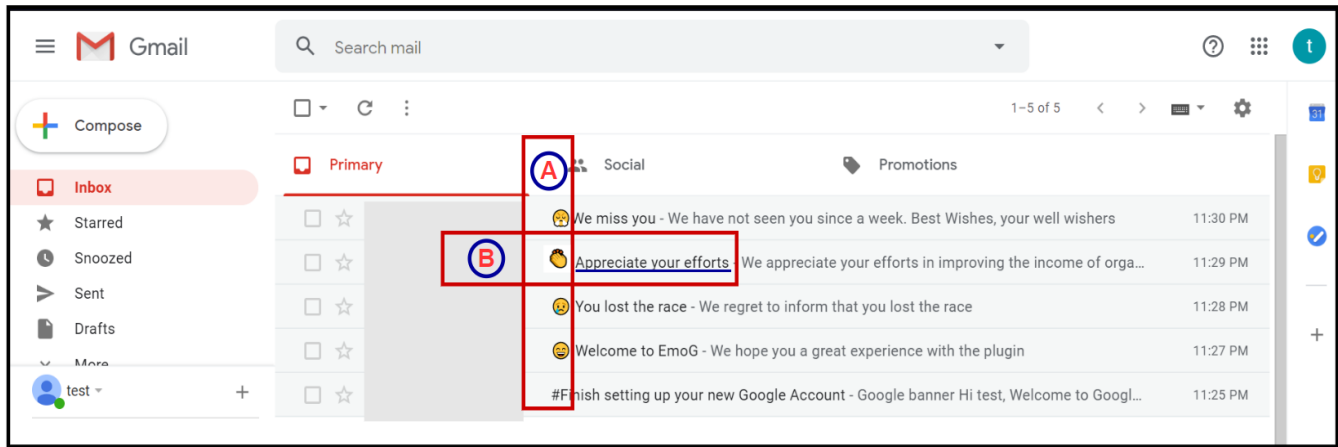 Gmail
Search mail
t
Compose
1–5 of 5
31
Primary
A
Social
Promotions
Inbox
Starred
Snoozed
Sent
Drafts
More
test
We miss you - We have not seen you since a week. Best Wishes, your well wishers 11:30 PM
B
Appreciate your efforts - We appreciate your efforts in improving the income of orga... 11:29 PM
You lost the race - We regret to inform that you lost the race 11:28 PM
Welcome to EmoG - We hope you a great experience with the plugin 11:27 PM
#Finish setting up your new Google Account - Google banner Hi test, Welcome to Googl... 11:25 PM